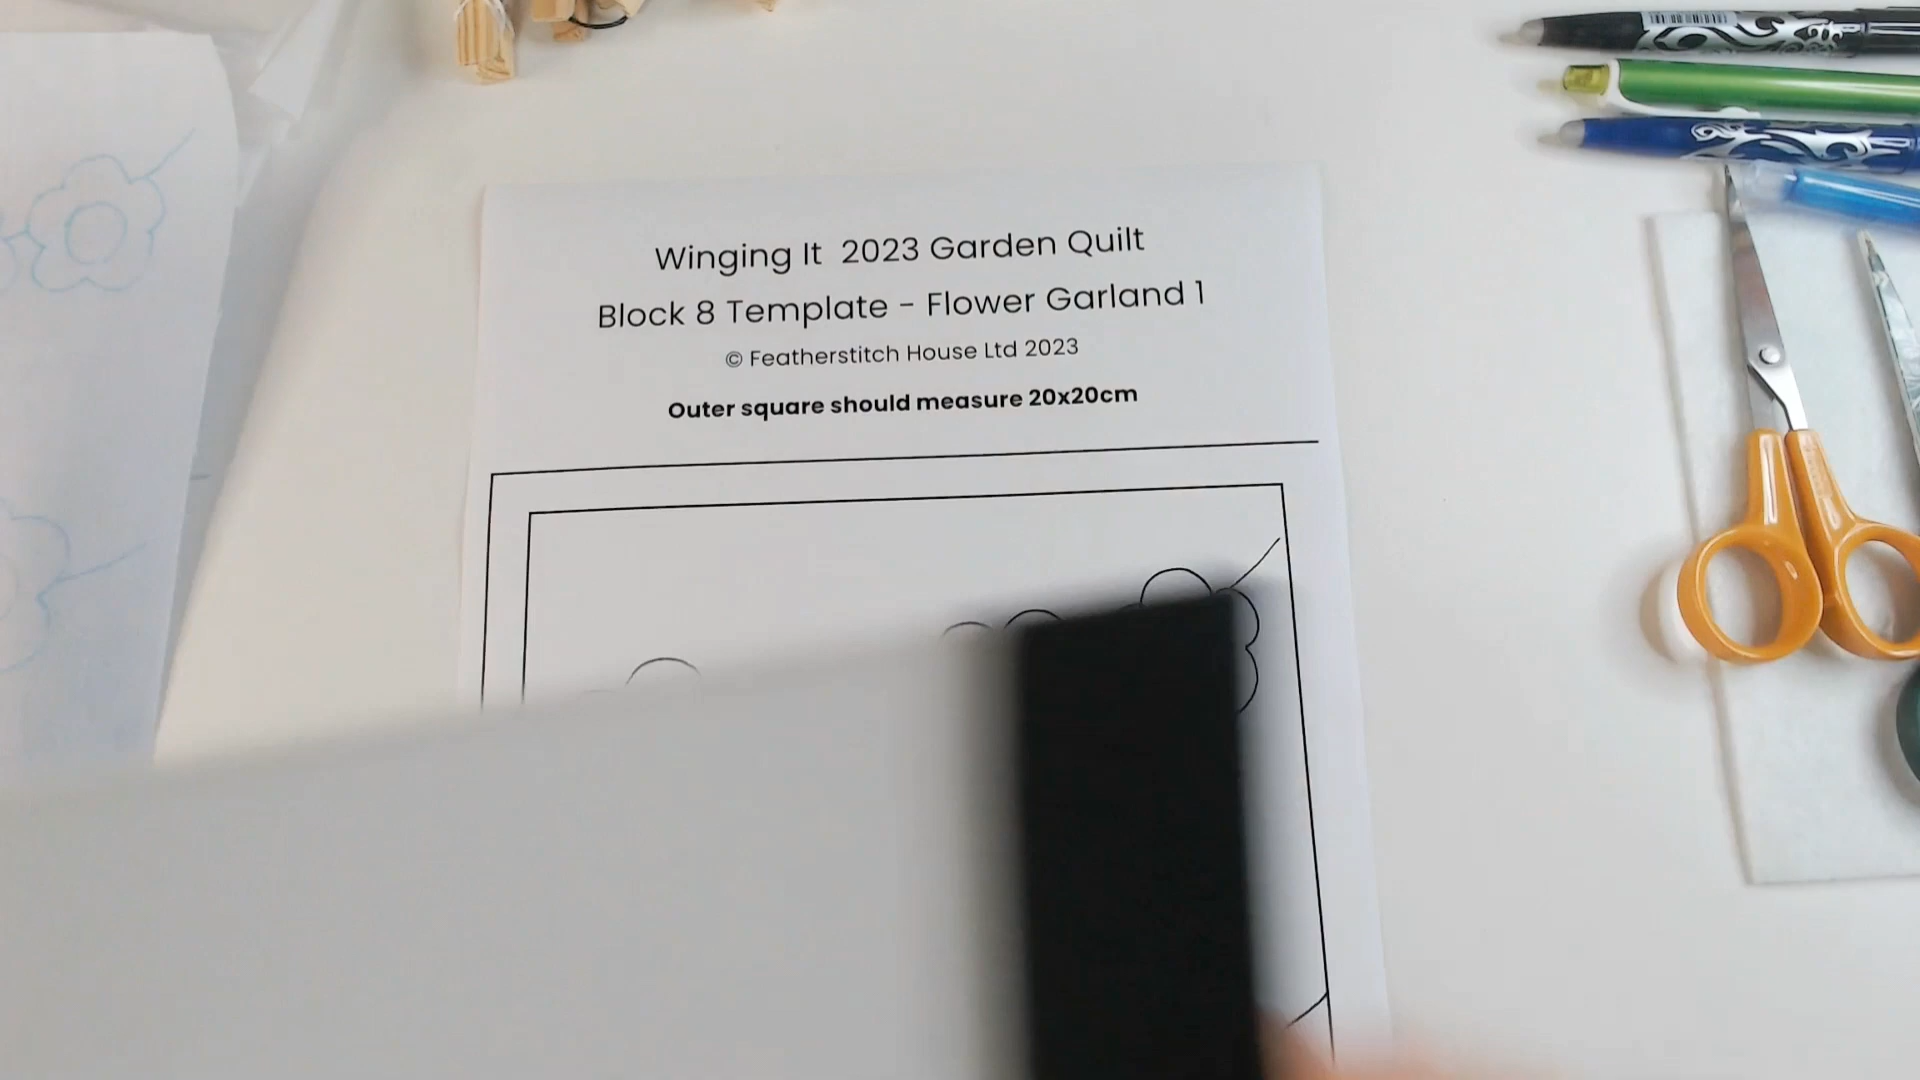 Winging It 2023 Garden Quilt
Block 8 Template - Flower Garland 1
© Featherstitch House Ltd 2023
Outer square should measure 20x20cm